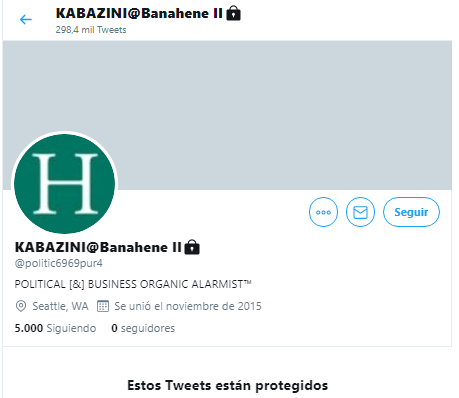 KABAZINI@Banahene II
298,4 mil Tweets
H
Seguir
KABAZINI@Banahene II
@politic6969pur4
POLITICAL [&] BUSINESS ORGANIC ALARMIST™
Seattle, WA Se unió el noviembre de 2015
5.000 Siguiendo 0 seguidores
Estos Tweets están protegidos